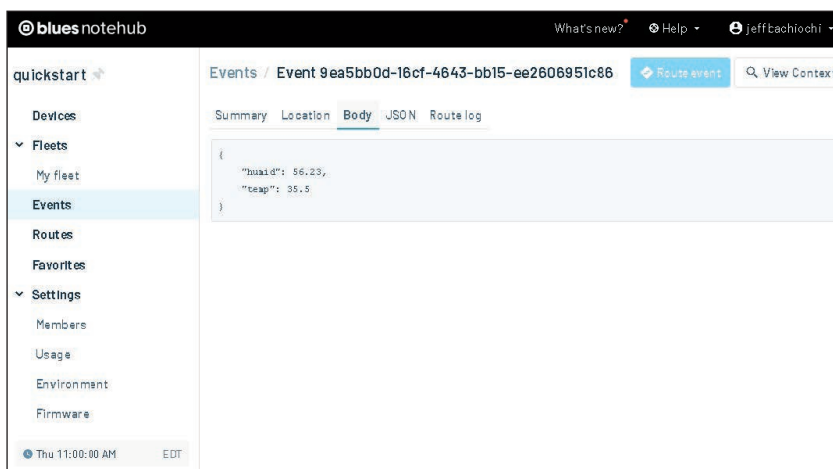 blues notehub
What's new? Help jeffbachiochi
quickstart
Events / Event 9ea5bb0d-16cf-4643-bb15-ee2606951c86 Route event View Contex
Devices
Summary Location Body JSON Route log
Fleets
My fleet
Events
Routes
Favorites
Settings
Members
Usage
Environment
Firmware
Thu 11:00:00 AM EDT
{
"humid": 56.23,
"temp": 35.5
}